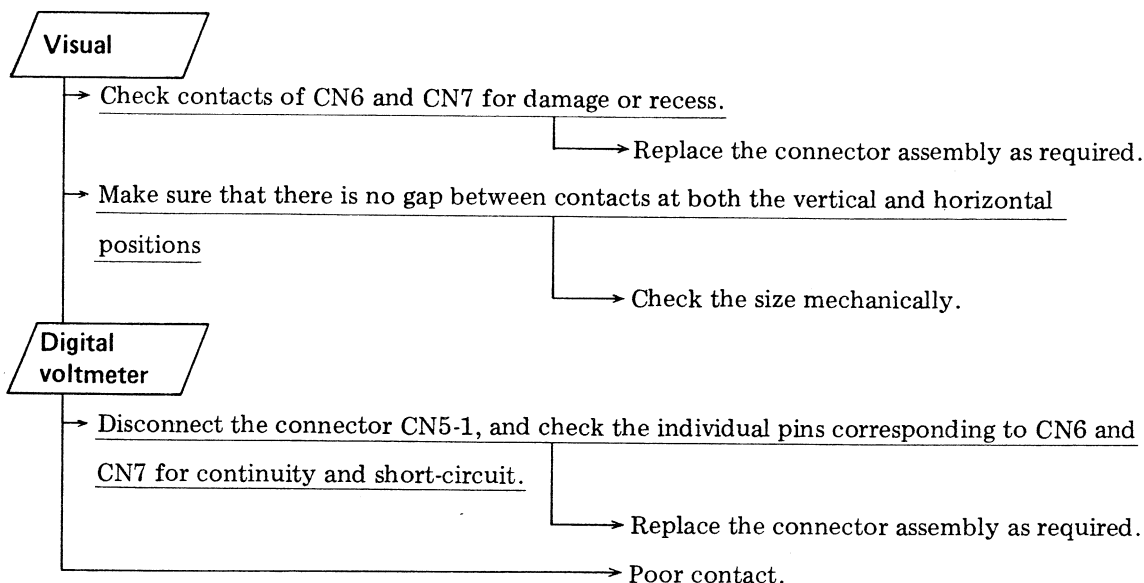 Visual
Check contacts of CN6 and CN7 for damage or recess.
Replace the connector assembly as required.
Make sure that there is no gap between contacts at both the vertical and horizontal
positions
Check the size mechanically.
Digital
voltmeter
Disconnect the connector CN5-1, and check the individual pins corresponding to CN6 and
CN7 for continuity and short-circuit.
Replace the connector assembly as required.
Poor contact.